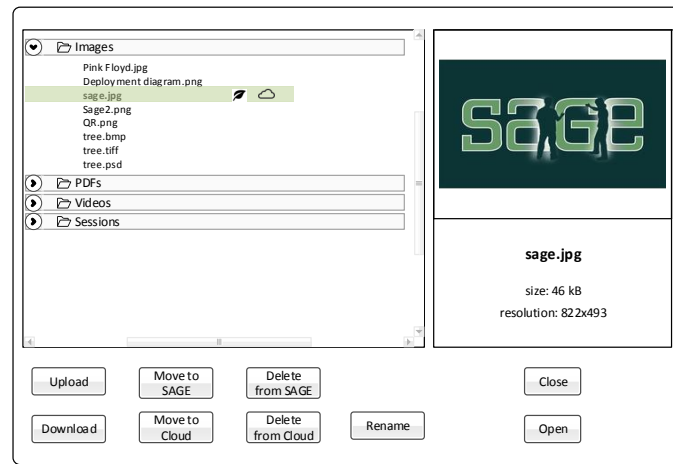 Images
Pink Floyd.jpg
Deployment diagram.png
sage.jpg
Sage2.png
QR.png
tree.bmp
tree.tiff
tree.psd
PDFs
Videos
Sessions
SAGE
sage.jpg
size: 46 kB
resolution: 822x493
Upload
Move to
SAGE
Delete
from SAGE
Close
Download
Move to
Cloud
Delete
from Cloud
Rename
Open